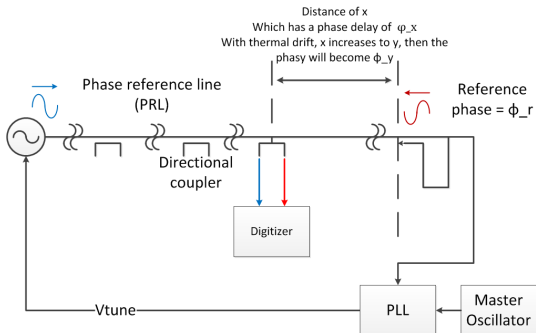 Distance of x
Which has a phase delay of φ_x
With thermal drift, x increases to y, then the
phasy will become ϕ_y
Phase reference line
(PRL)
Reference
phase = ϕ_r
Directional
coupler
Digitizer
Vtune
PLL
Master
Oscillator